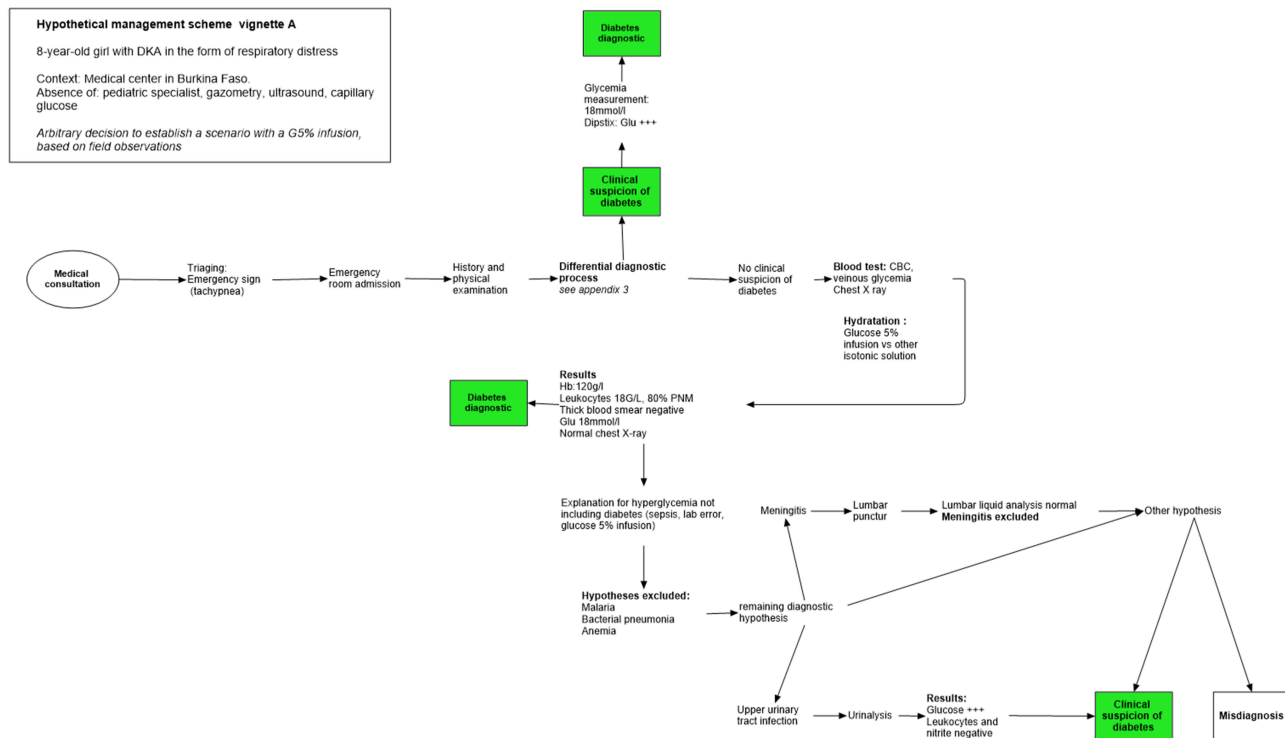 Hypothetical management scheme vignette A
8-year-old girl with DKA in the form of respiratory distress
Context: Medical center in Burkina Faso.
Absence of: pediatric specialist, gazometry, ultrasound, capillary
glucose
Arbitrary decision to establish a scenario with a G5% infusion,
based on field observations
Diabetes
diagnostic
Glycemia
measurement:
18mmol/l
Dipstix: Glu +++
Clinical
suspicion of
diabetes
Medical
consultation
Triaging:
Emergency sign
(tachypnea)
Emergency
room admission
History and
physical
examination
Differential diagnostic
process
see appendix 3
No clinical
suspicion of
diabetes
Blood test: CBC,
veinous glycemia
Chest X ray
Hydratation :
Glucose 5%
infusion vs other
isotonic solution
Diabetes
diagnostic
Results
Hb:120g/l
Leukocytes 18G/L, 80% PNM
Thick blood smear negative
Glu 18mmol/l
Normal chest X-ray
Explanation for hyperglycemia not
including diabetes (sepsis, lab error,
glucose 5% infusion)
Hypotheses excluded:
Malaria
Bacterial pneumonia
Anemia
remaining diagnostic
hypothesis
Meningitis
Lumbar
punctur
Lumbar liquid analysis normal
Meningitis excluded
Other hypothesis
Upper urinary
tract infection
Urinalysis
Results:
Glucose +++
Leukocytes and
nitrite negative
Clinical
suspicion of
diabetes
Misdiagnosis